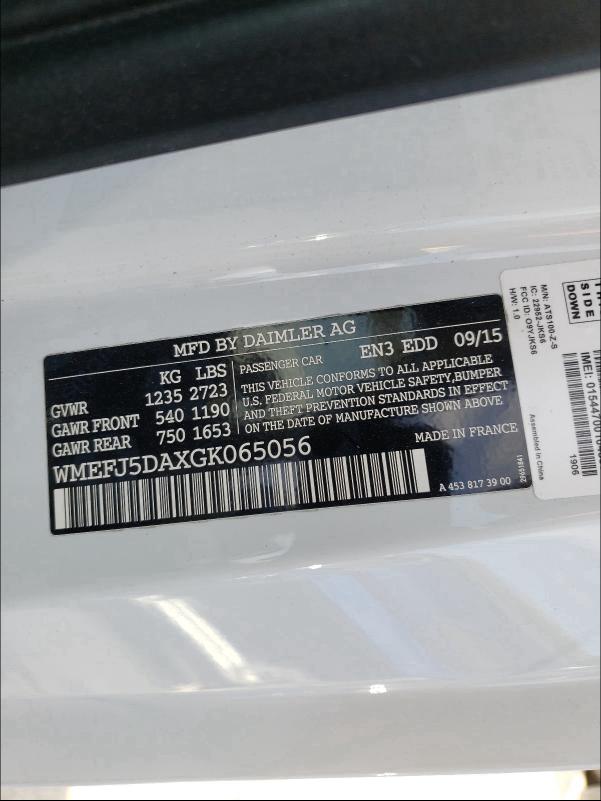 MFD BY DAIMLER AG
KG LBS
GVWR 1235 2723
GAWR FRONT 540 1190
GAWR REAR 750 1653
PASSENGER CAR EN3 EDD 09/15
THIS VEHICLE CONFORMS TO ALL APPLICABLE
U.S. FEDERAL MOTOR VEHICLE SAFETY, BUMPER
AND THEFT PREVENTION STANDARDS IN EFFECT
ON THE DATE OF MANUFACTURE SHOWN ABOVE.
WMEFJ5DAXGK065056
MADE IN FRANCE
A 453 817 39 00
SIDE
DOWN
M/N: ATS100-Z-S
IC: 22952-JKS6
FCC ID: O9YJKS6
H/W: 1.0
Assembled in China
IMEI:
1906